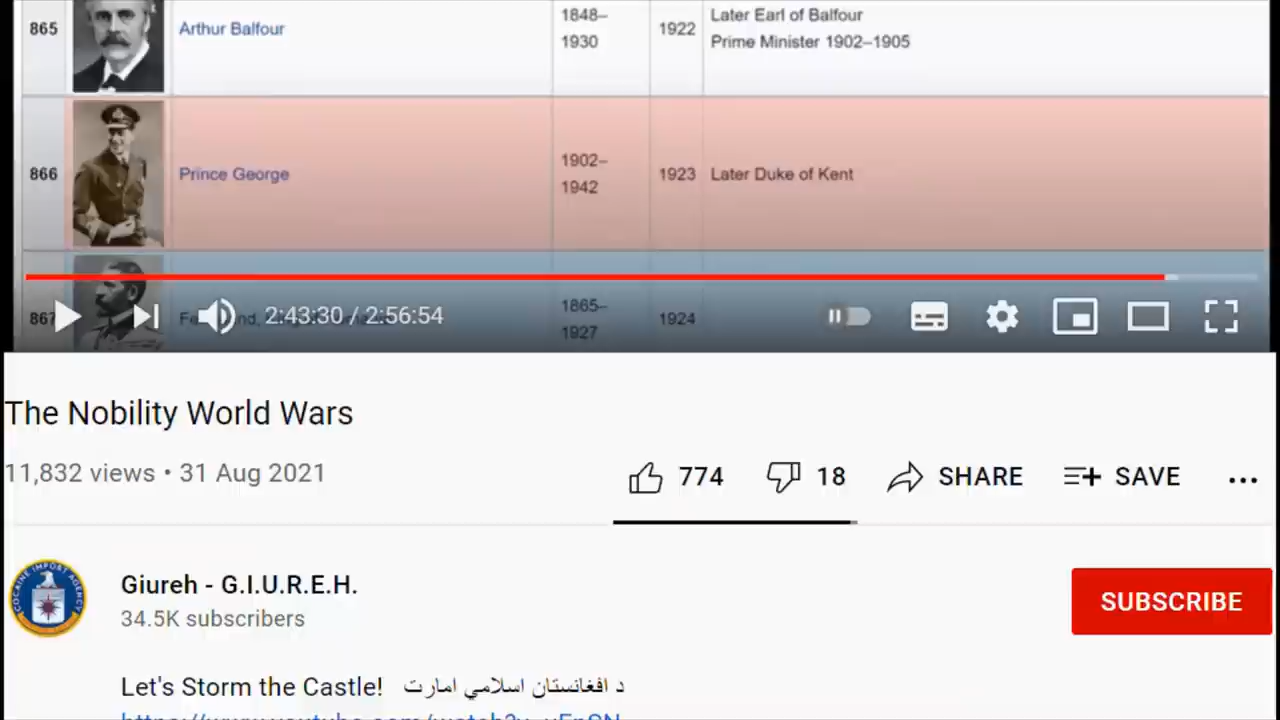 865 Arthur Balfour 1848–1930 1922 Later Earl of Balfour
Prime Minister 1902–1905
866 Prince George 1902–1942 1923 Later Duke of Kent
867 1865–1927 1924
2:43:30 / 2:56:54
The Nobility World Wars
11,832 views • 31 Aug 2021
774 18 SHARE SAVE ...
COCAINE IMPORT AGENCY
Giureh - G.I.U.R.E.H.
34.5K subscribers
SUBSCRIBE
Let's Storm the Castle! د افغانستان اسلامي امارت